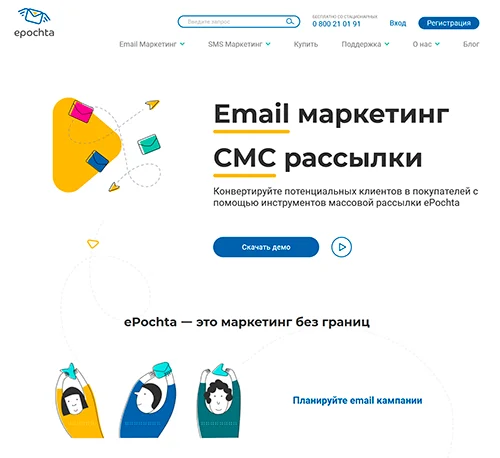 Введите запрос
БЕСПЛАТНО СО СТАЦИОНАРНЫХ
0 800 21 01 91
Вход
Регистрация
epochta
Email Маркетинг
SMS Маркетинг
Купить
Поддержка
О нас
Блог
Email маркетинг
СМС рассылки
Конвертируйте потенциальных клиентов в покупателей с
помощью инструментов массовой рассылки ePochta
Скачать демо
ePochta — это маркетинг без границ
Планируйте email кампании